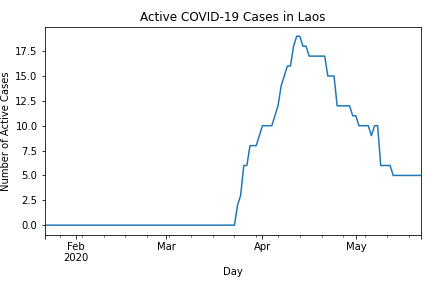 Active COVID-19 Cases in Laos
Number of Active Cases
17.5
15.0
12.5
10.0
7.5
5.0
2.5
0.0
Feb Mar Apr May
2020
Day